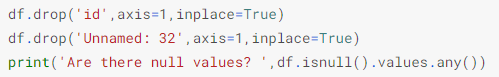 df.drop('id',axis=1,inplace=True)
df.drop('Unnamed: 32',axis=1,inplace=True)
print('Are there null values? ',df.isnull().values.any())